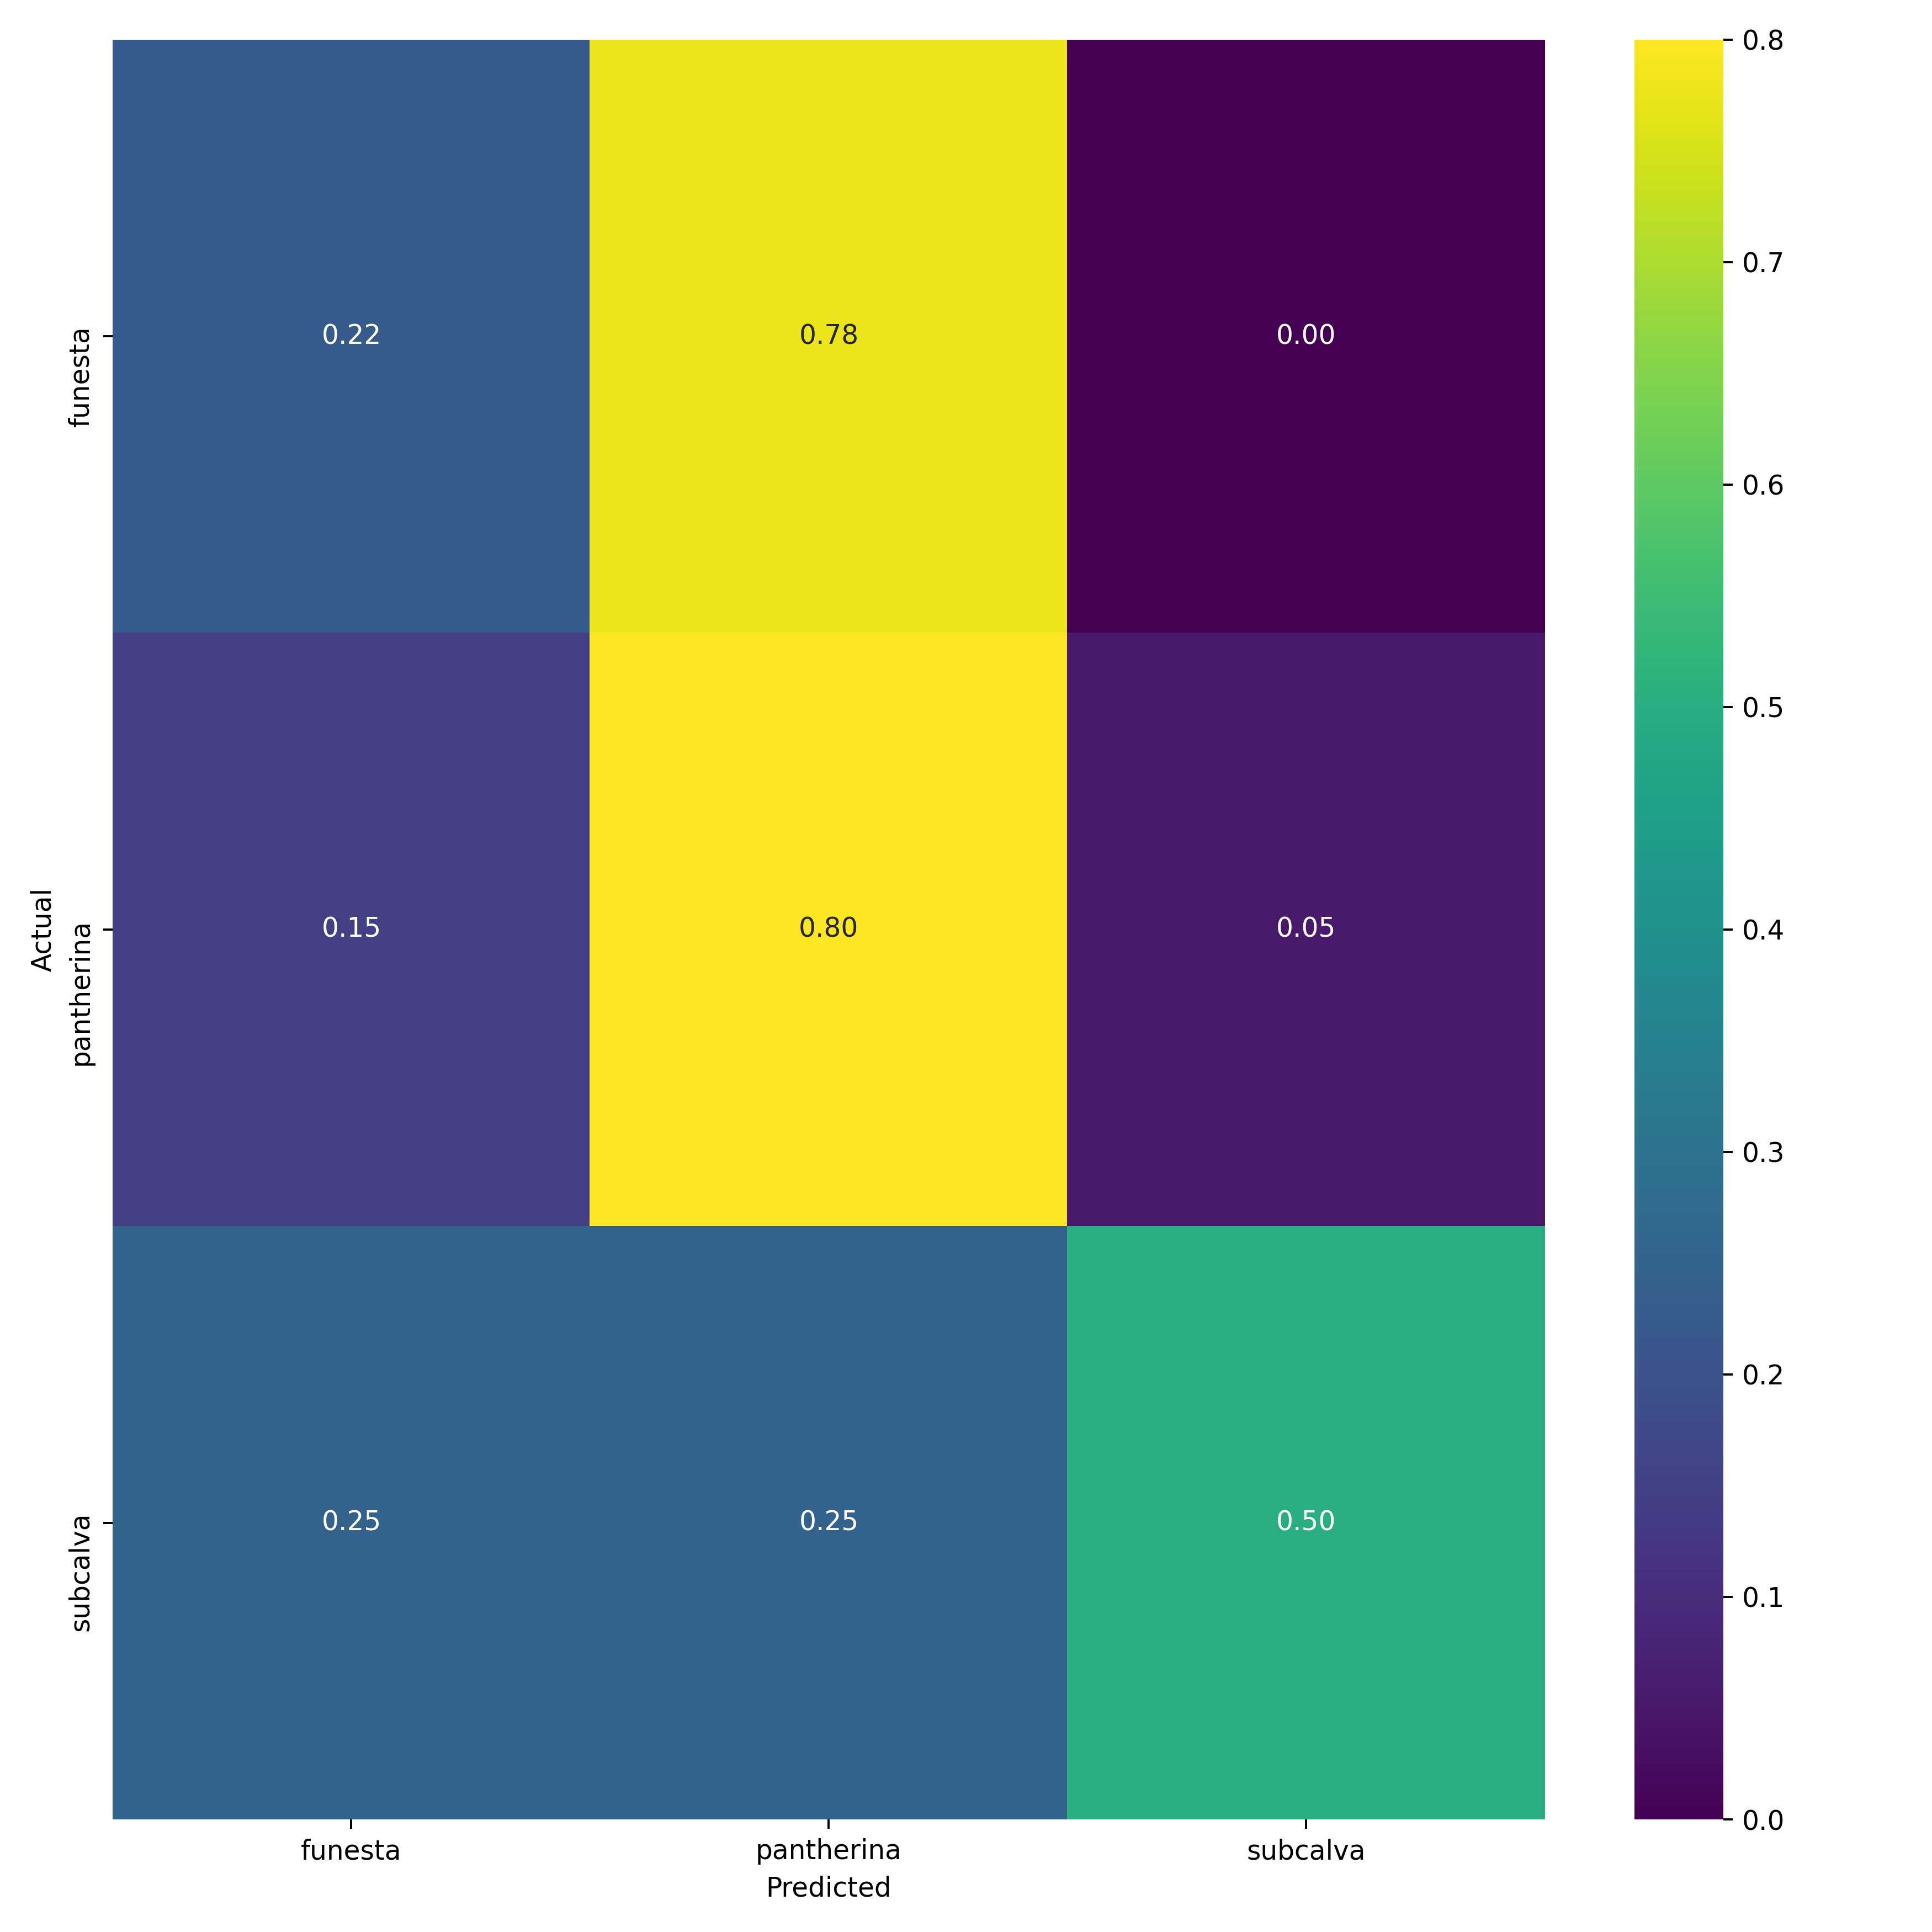 0.8
0.7
0.6
0.5
0.4
0.3
0.2
0.1
0.0
Actual
funesta
0.22 0.78 0.00
pantherina
0.15 0.80 0.05
subcalva
0.25 0.25 0.50
funesta pantherina subcalva
Predicted